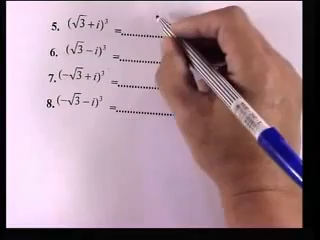 5. (√3 + i)³ =....................
6. (√3 − i)³ =....................
7. (−√3 + i)³ =....................
8. (−√3 − i)³ =....................